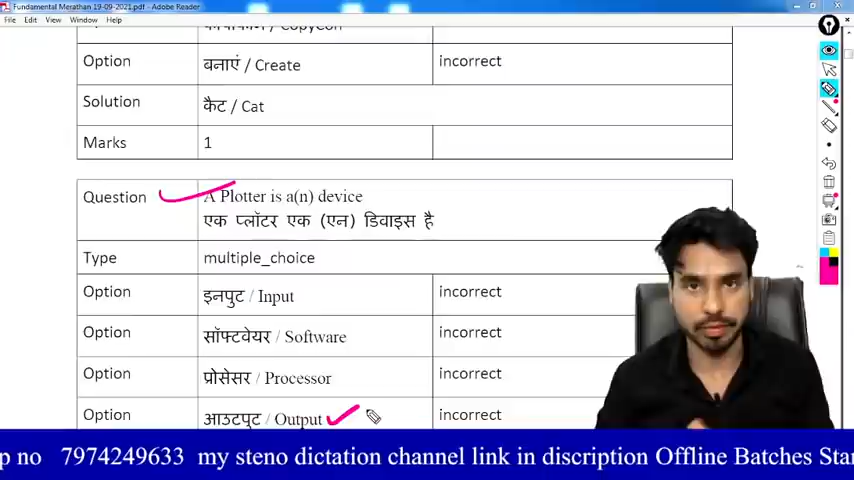 Fundamental Merathan 19-09-2021.pdf - Adobe Reader
File Edit View Window Help
Option बनाएं / Create incorrect
Solution कैट / Cat
Marks 1
Question A Plotter is a(n) device
एक प्लॉटर एक (एन) डिवाइस है
Type multiple_choice
Option इनपुट / Input incorrect
Option सॉफ्टवेयर / Software incorrect
Option प्रोसेसर / Processor incorrect
Option आउटपुट / Output incorrect
p no 7974249633 my steno dictation channel link in discription Offline Batches Star